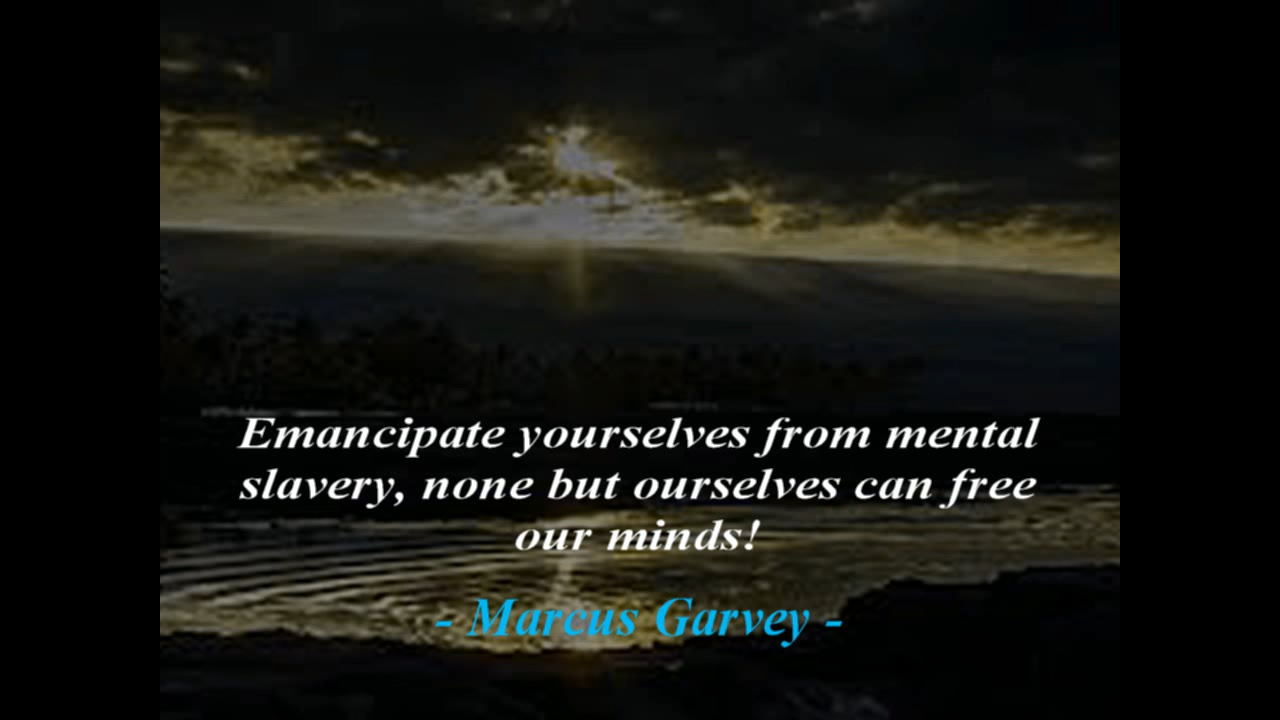 Emancipate yourselves from mental
slavery, none but ourselves can free
our minds!
- Marcus Garvey -